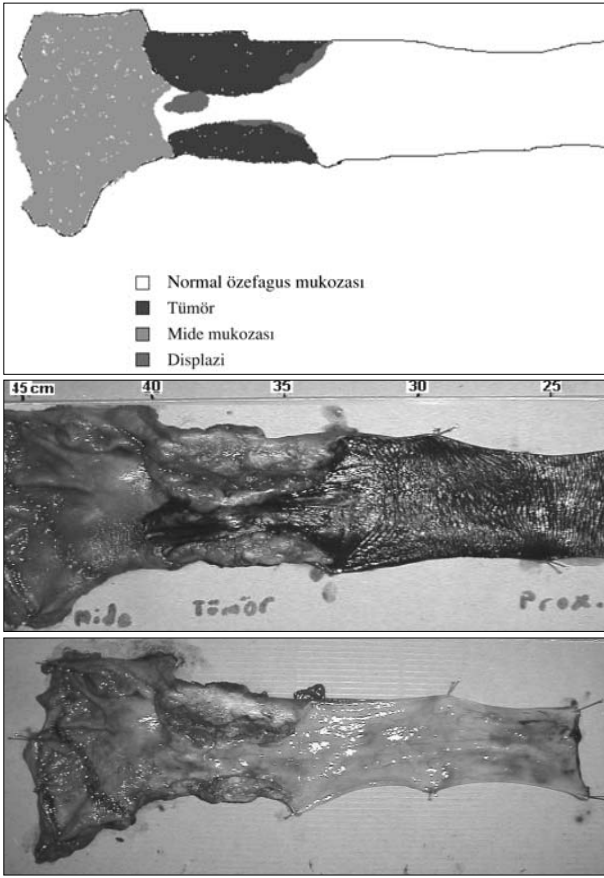 Normal özefagus mukozası
Tümör
Mide mukozası
Displazi
45 cm 40 35 30 25
Mide Tümör Prox.